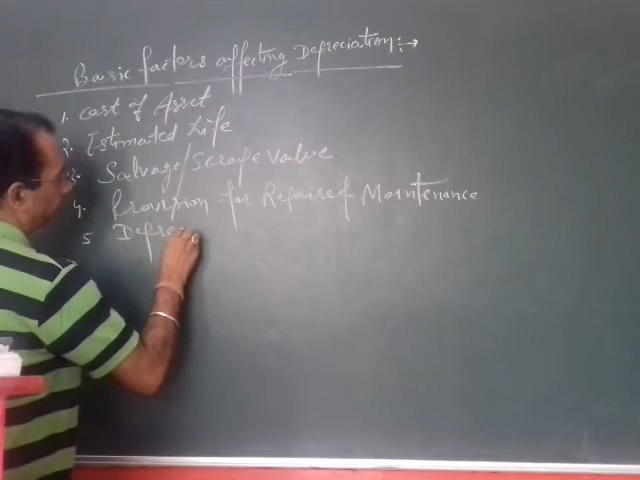 Basic factors affecting Depreciation:→
1. Cost of Asset
2. Estimated Life
3. Salvage/Scrape Value
4. Provision for Repaire & Maintenance
5 Depre